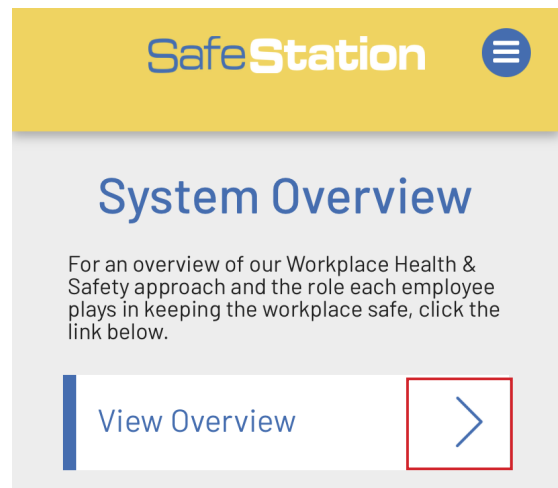 SafeStation
System Overview
For an overview of our Workplace Health &
Safety approach and the role each employee
plays in keeping the workplace safe, click the
link below.
View Overview